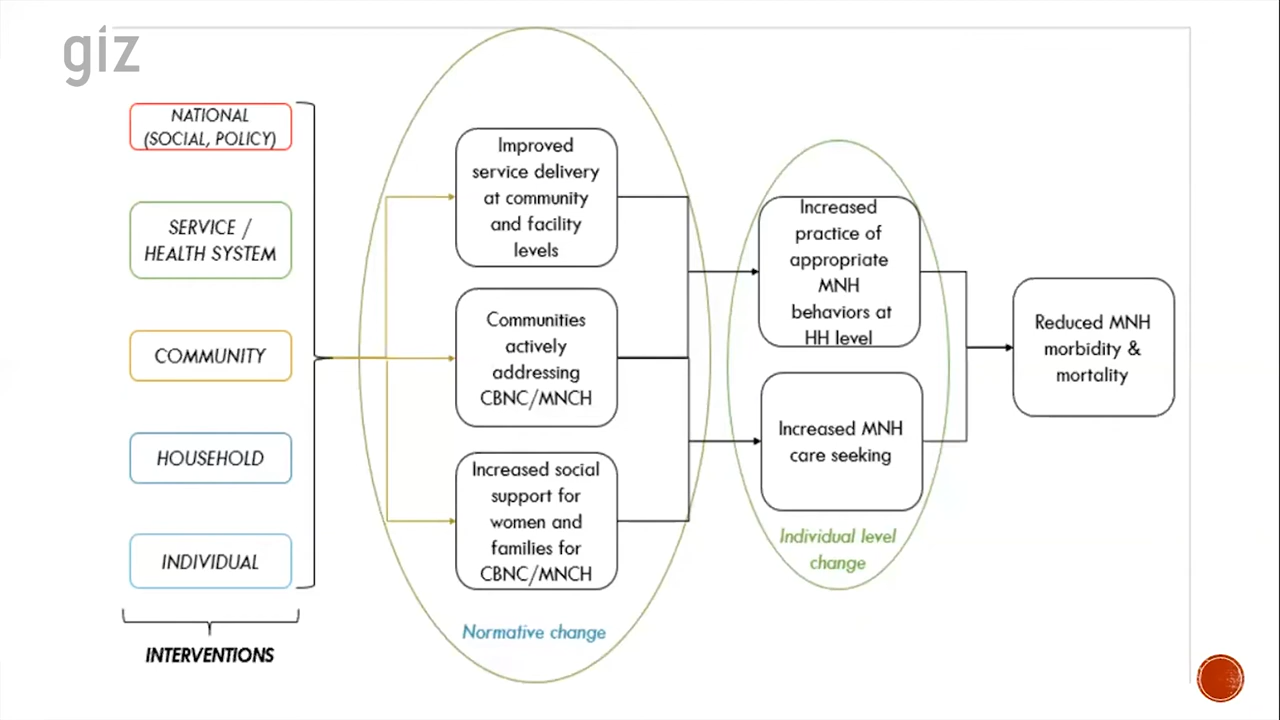 giz
NATIONAL
(SOCIAL, POLICY)
SERVICE /
HEALTH SYSTEM
COMMUNITY
HOUSEHOLD
INDIVIDUAL
INTERVENTIONS
Improved
service delivery
at community
and facility
levels
Communities
actively
addressing
CBNC/MNCH
Increased social
support for
women and
families for
CBNC/MNCH
Normative change
Increased
practice of
appropriate
MNH
behaviors at
HH level
Increased MNH
care seeking
Individual level
change
Reduced MNH
morbidity &
mortality